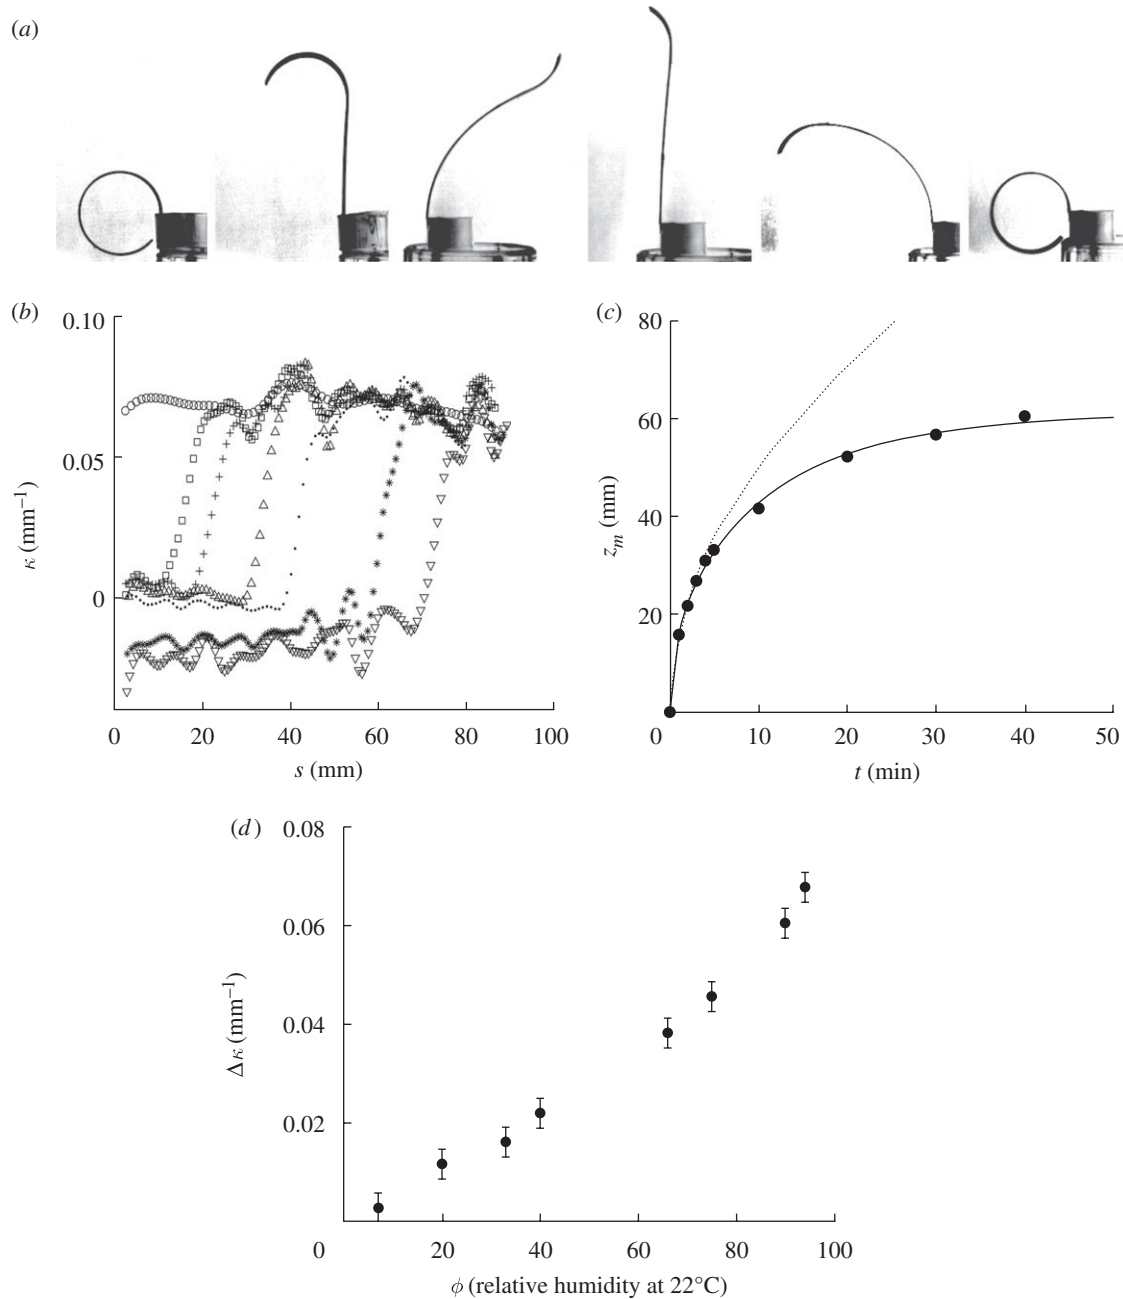 (a)
(b)
0.10
0.05
0
κ (mm⁻¹)
0 20 40 60 80 100
s (mm)
(c)
80
60
40
20
z_m (mm)
0 10 20 30 40 50
t (min)
(d)
0.08
0.06
0.04
0.02
Δκ (mm⁻¹)
0 20 40 60 80 100
ϕ (relative humidity at 22°C)